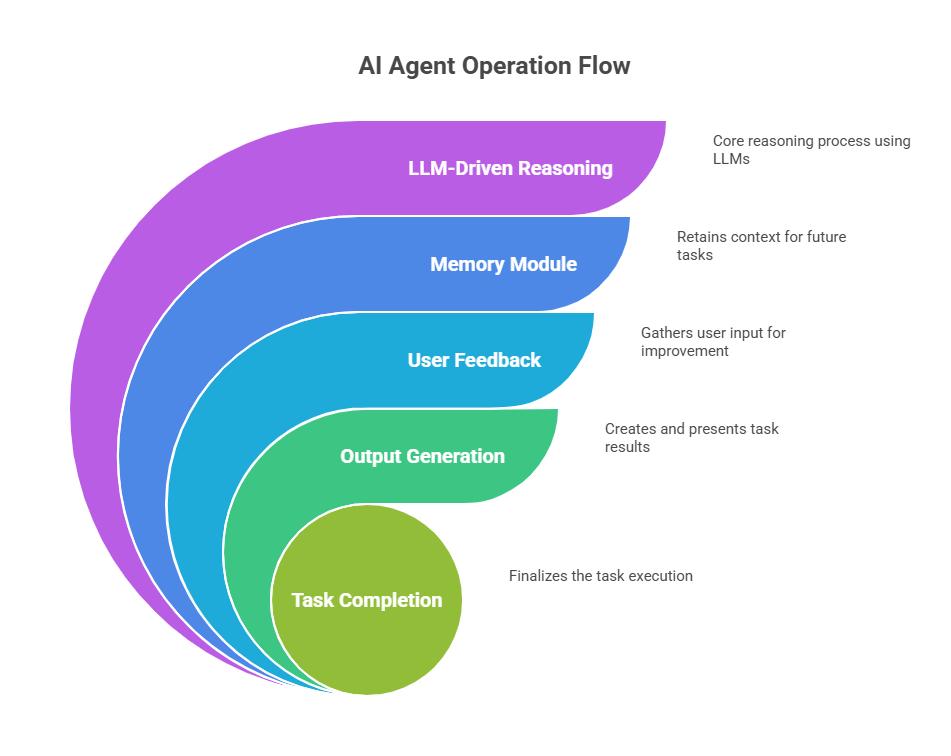 AI Agent Operation Flow
LLM-Driven Reasoning
Core reasoning process using
LLMs
Memory Module
Retains context for future
tasks
User Feedback
Gathers user input for
improvement
Output Generation
Creates and presents task
results
Task Completion
Finalizes the task execution